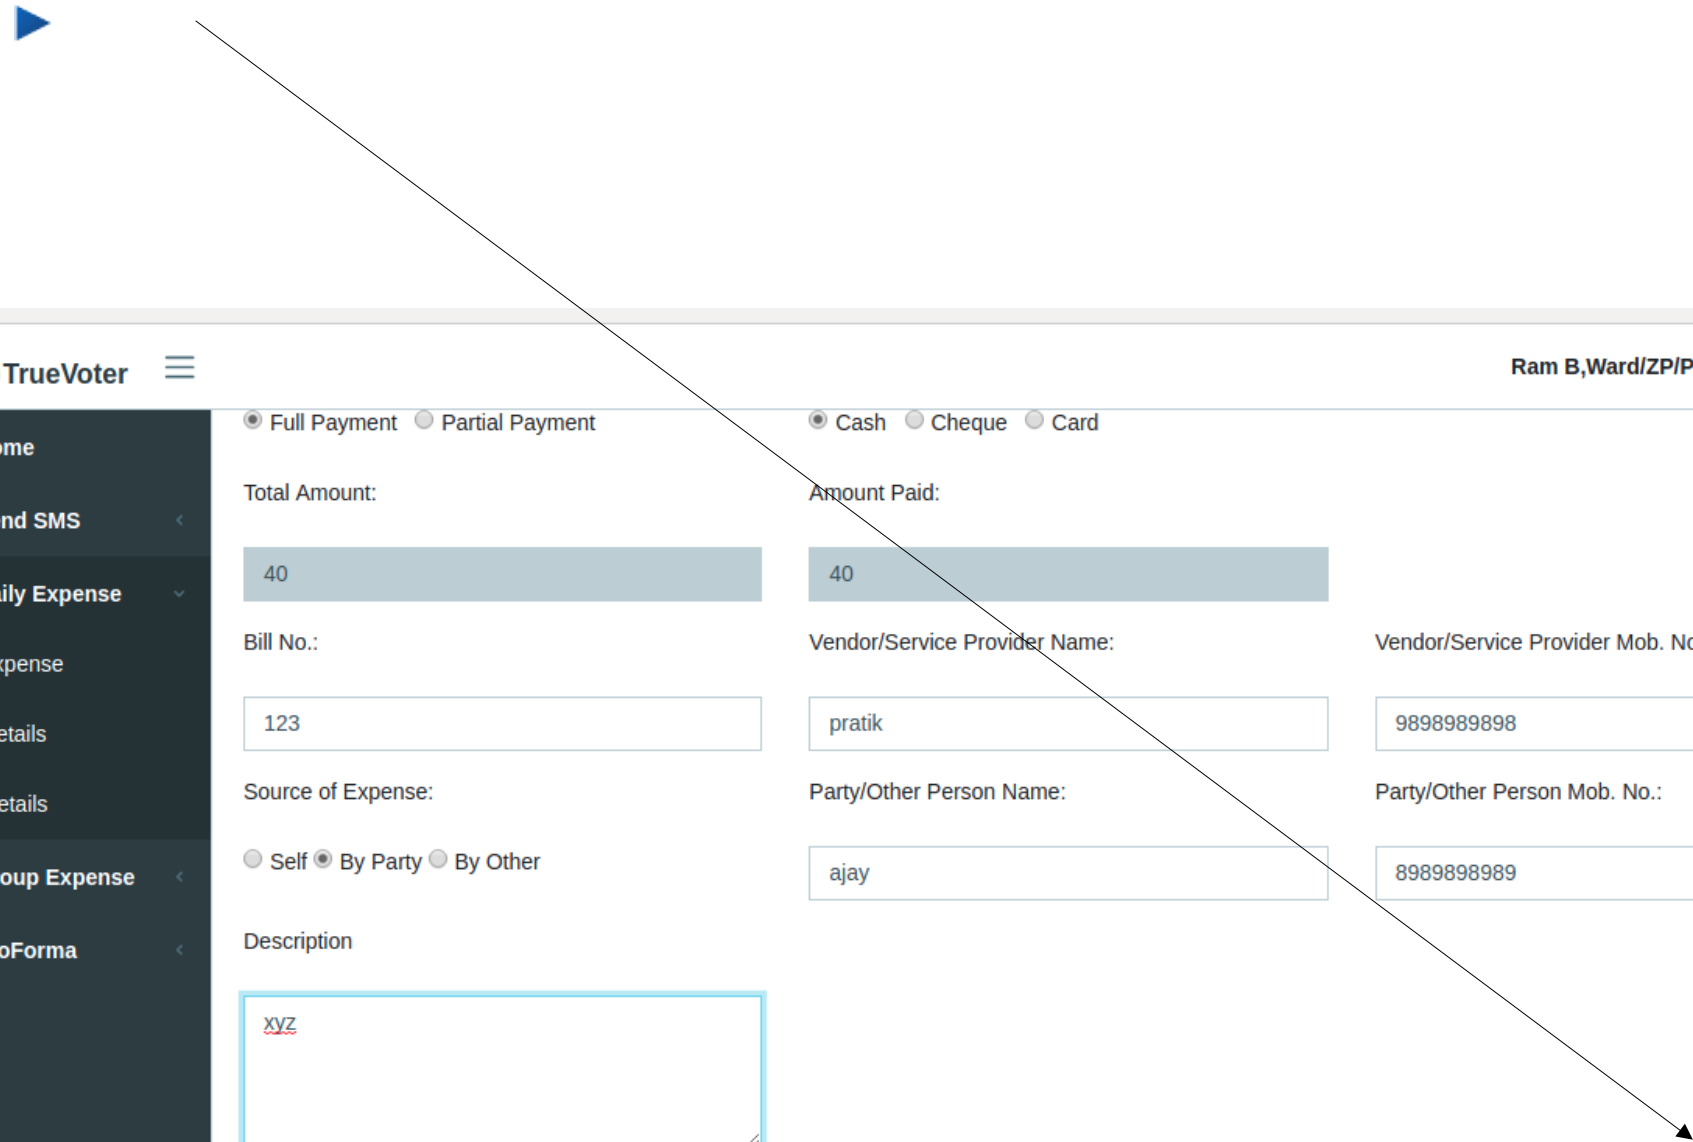 TrueVoter
Ram B,Ward/ZP/P
ome
Full Payment Partial Payment Cash Cheque Card
Total Amount: Amount Paid:
nd SMS
40 40
ily Expense
Bill No.: Vendor/Service Provider Name: Vendor/Service Provider Mob. No
xpense
123 pratik 9898989898
etails
Source of Expense: Party/Other Person Name: Party/Other Person Mob. No.:
etails
Self By Party By Other
ajay 8989898989
oup Expense
Description
oForma
xyz